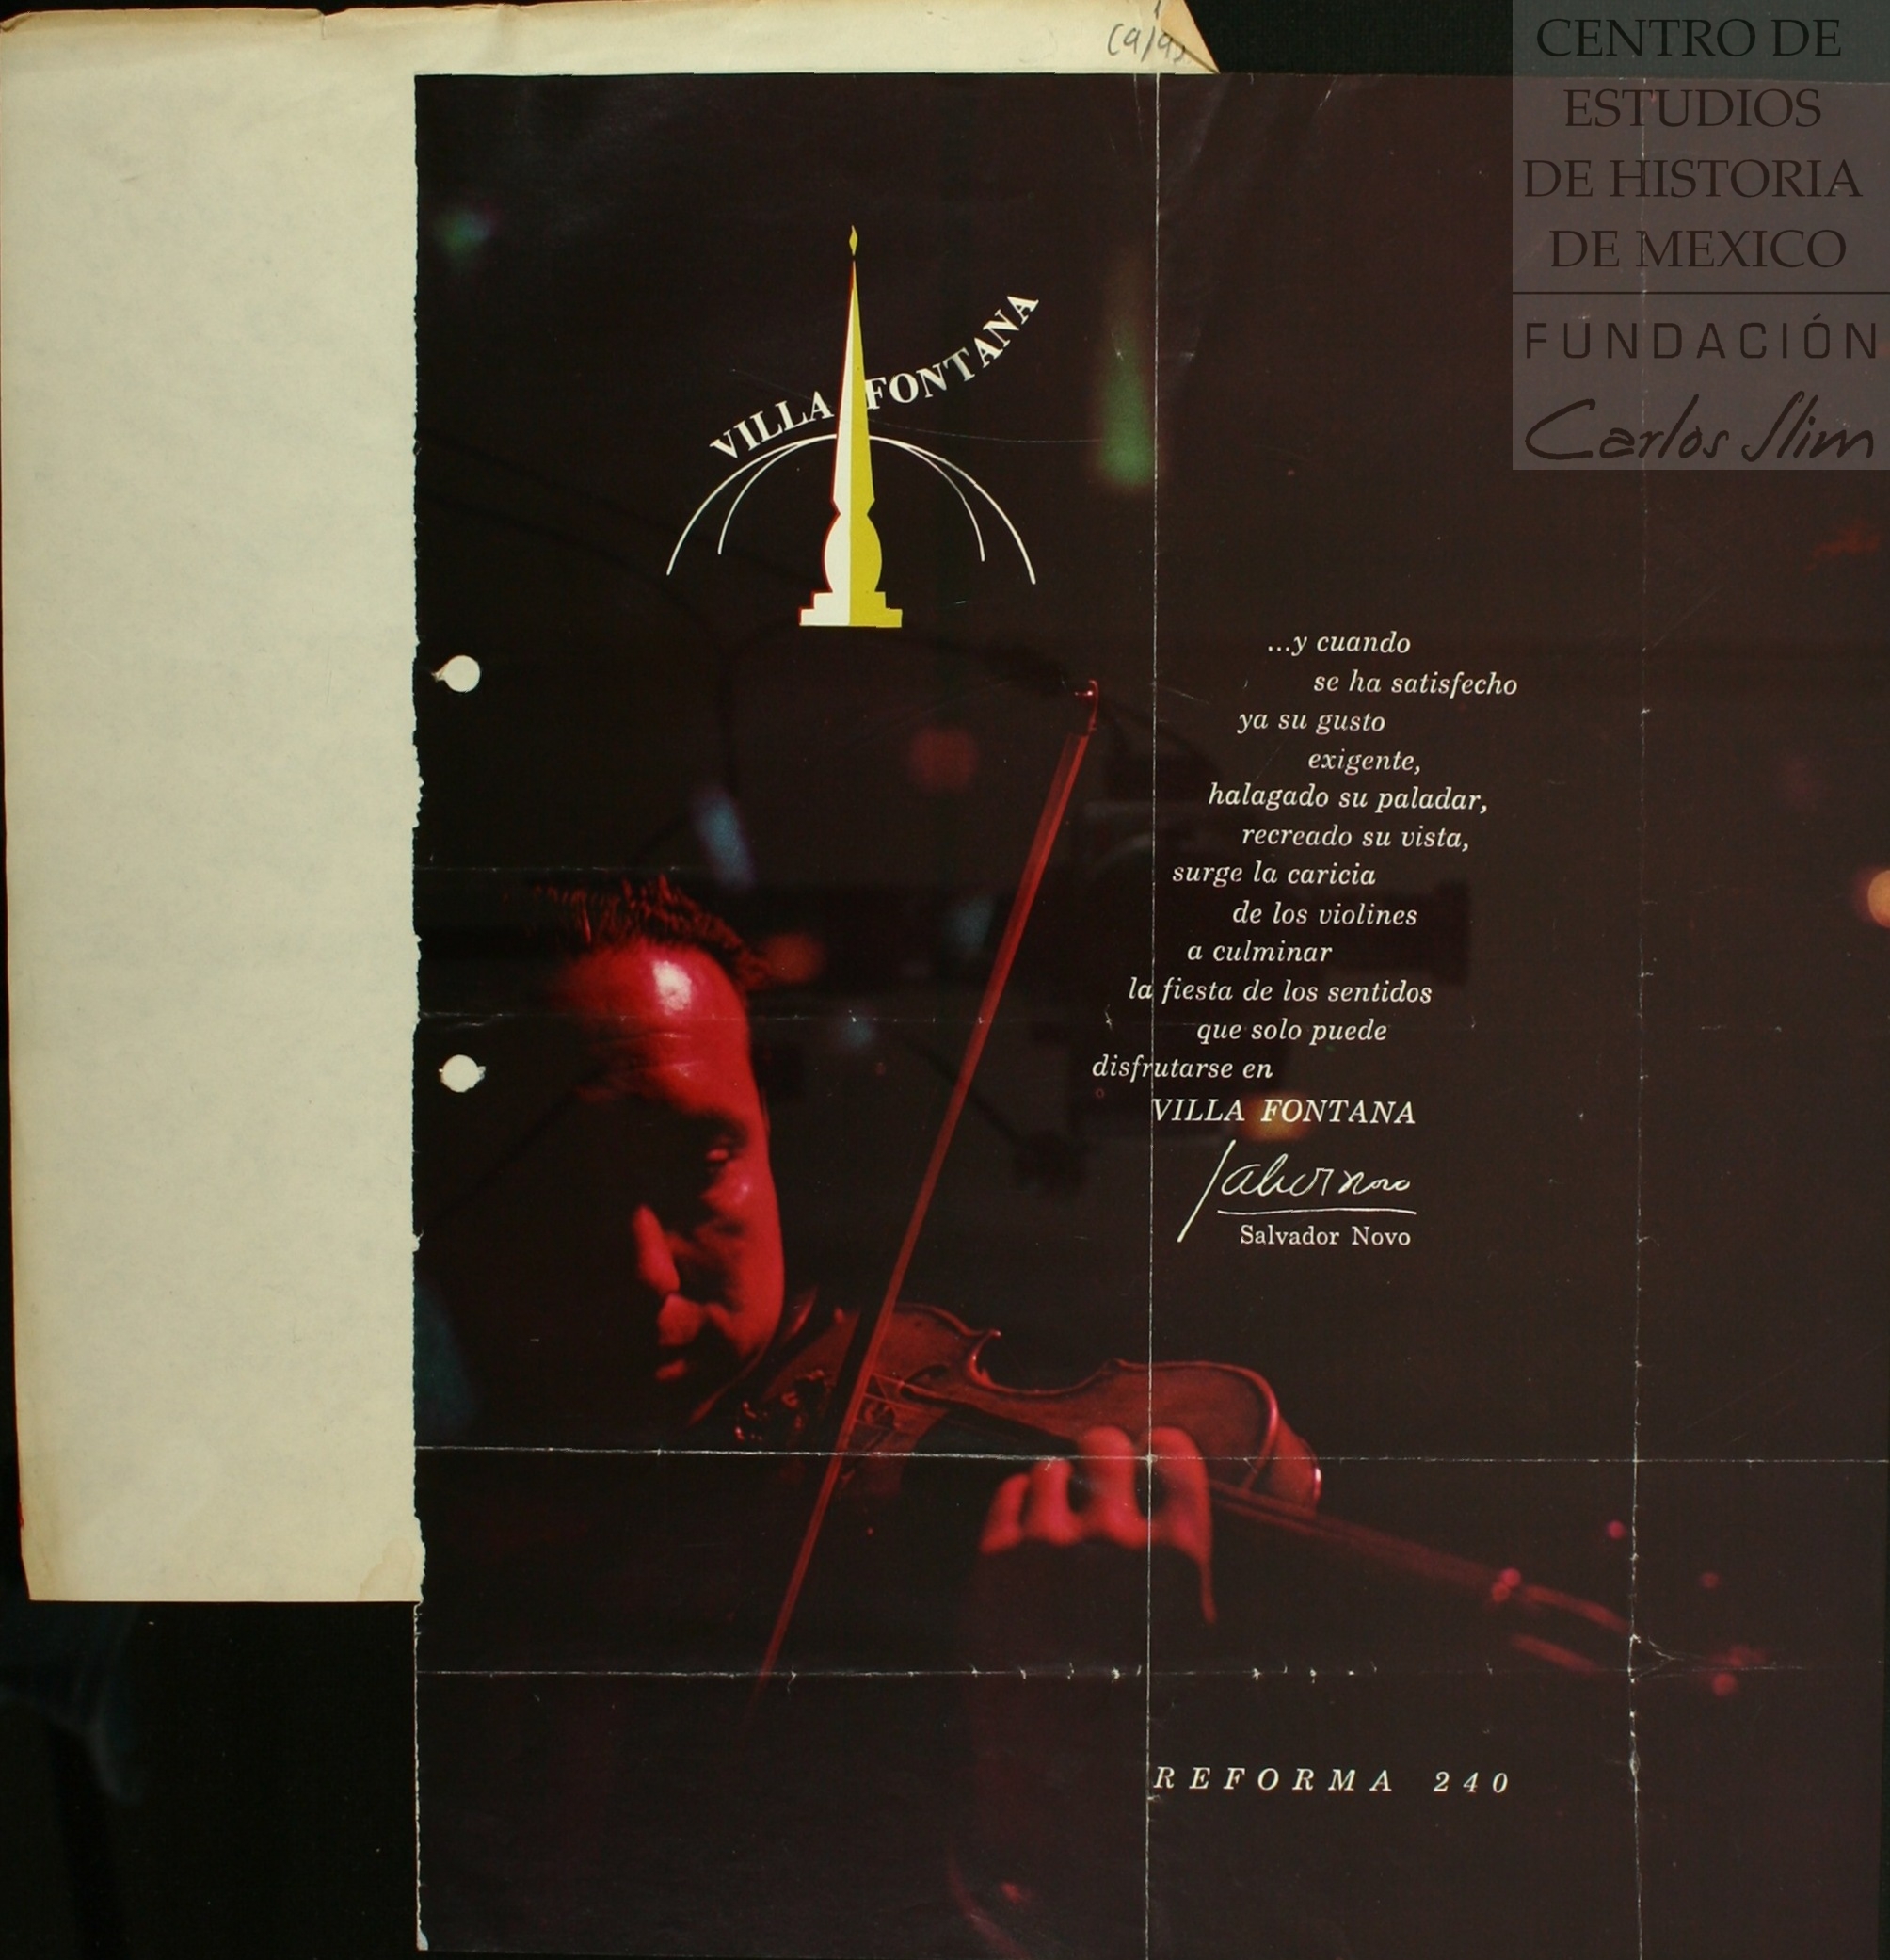 CENTRO DE
ESTUDIOS
DE HISTORIA
DE MEXICO
FUNDACIÓN
Carlos Slim
VILLA FONTANA
...y cuando
se ha satisfecho
ya su gusto
exigente,
halagado su paladar,
recreado su vista,
surge la caricia
de los violines
a culminar
la fiesta de los sentidos
que solo puede
disfrutarse en
VILLA FONTANA
Salvador Novo
REFORMA 240